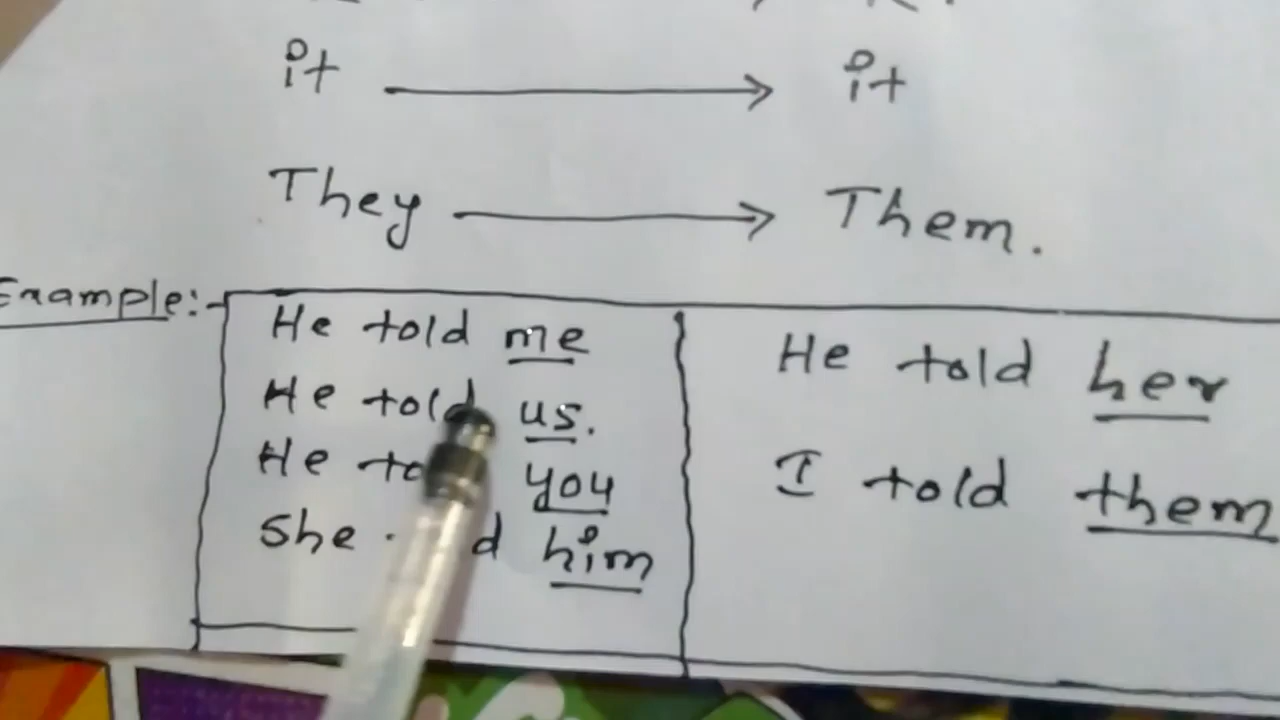 it → it
They → Them.
Example:-
He told me
He told us.
He you
She him
He told her
I told them